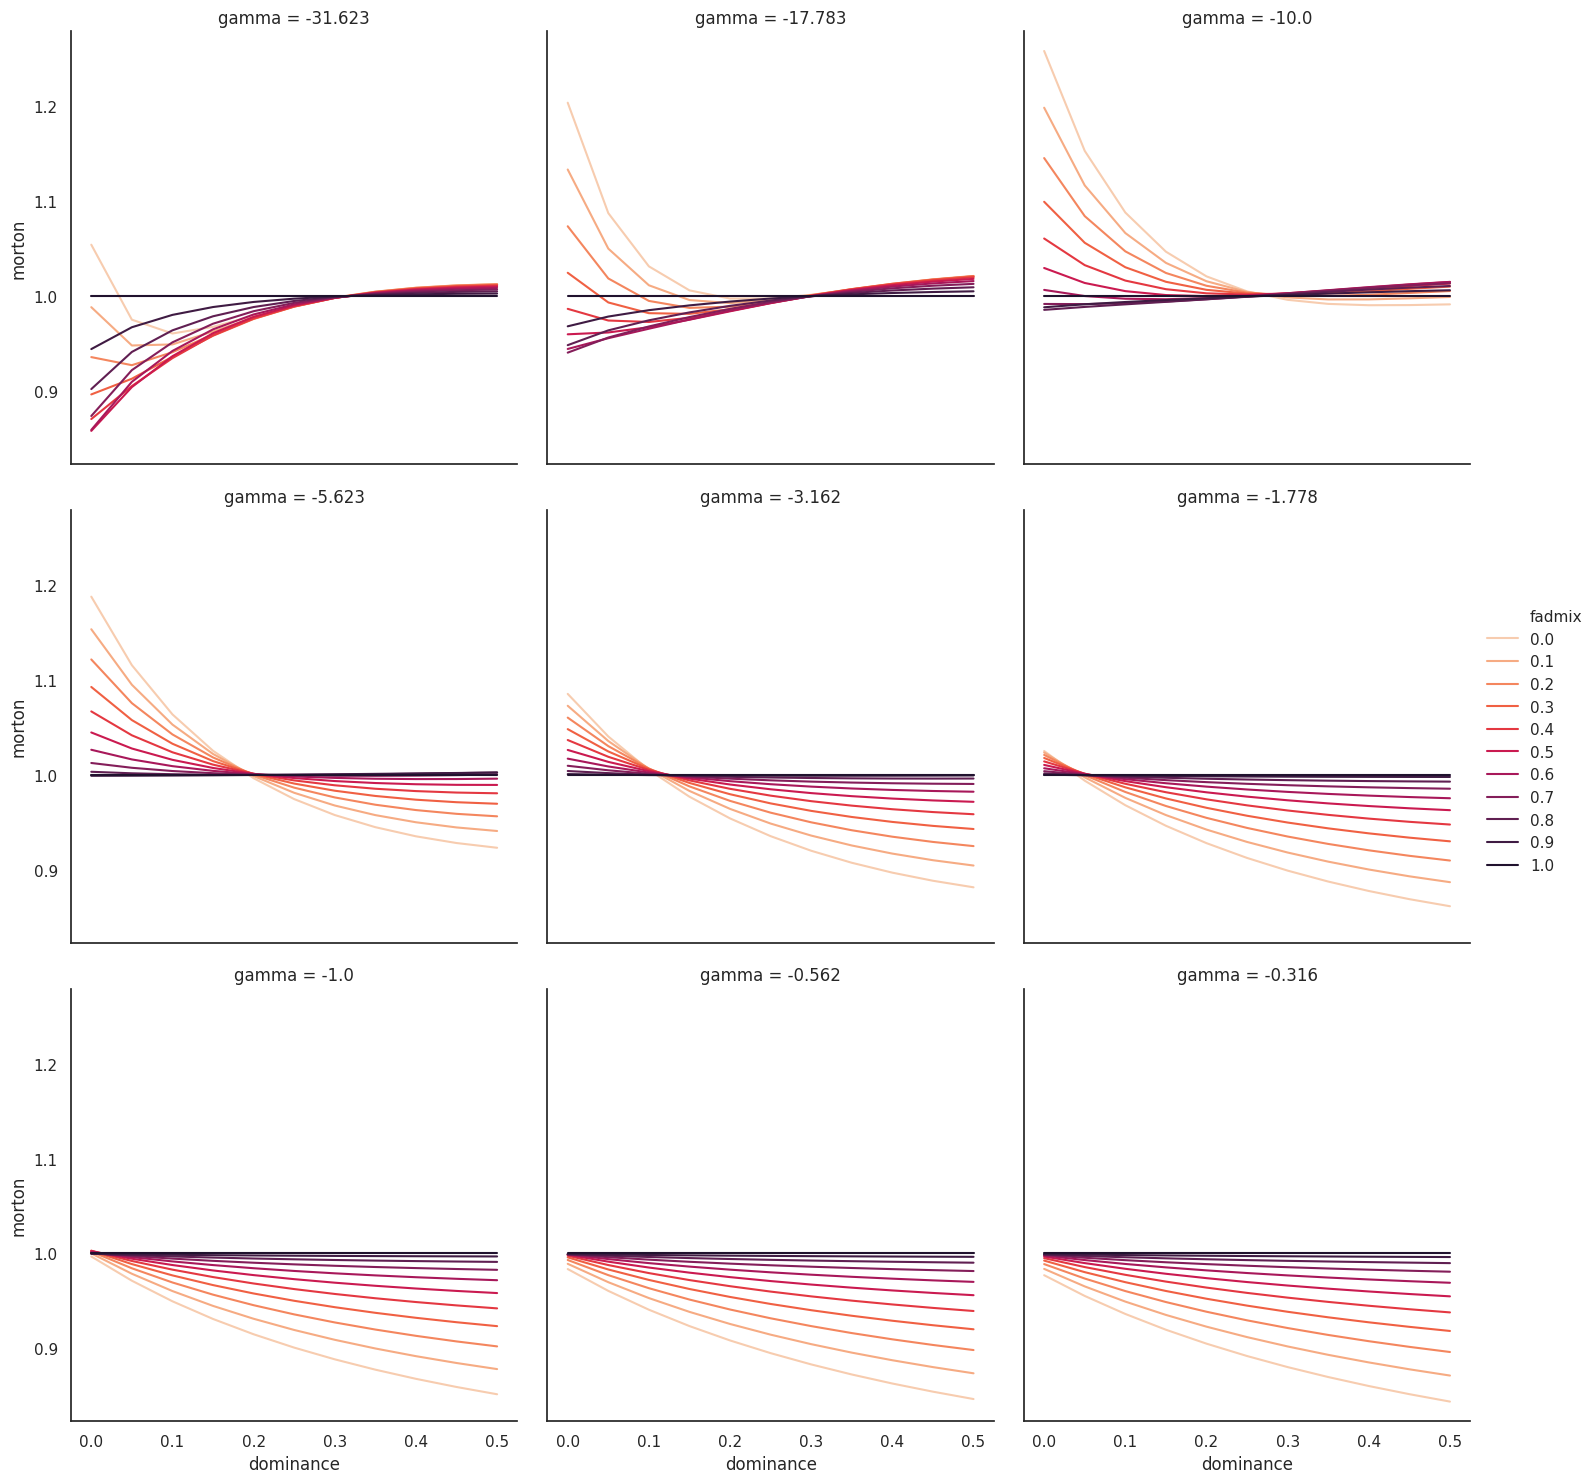 gamma = -31.623
gamma = -17.783
gamma = -10.0
1.2
1.1
1.0
0.9
morton
gamma = -5.623
gamma = -3.162
gamma = -1.778
1.2
1.1
1.0
0.9
morton
fadmix
0.0
0.1
0.2
0.3
0.4
0.5
0.6
0.7
0.8
0.9
1.0
gamma = -1.0
gamma = -0.562
gamma = -0.316
1.2
1.1
1.0
0.9
morton
0.0 0.1 0.2 0.3 0.4 0.5
0.0 0.1 0.2 0.3 0.4 0.5
0.0 0.1 0.2 0.3 0.4 0.5
dominance
dominance
dominance